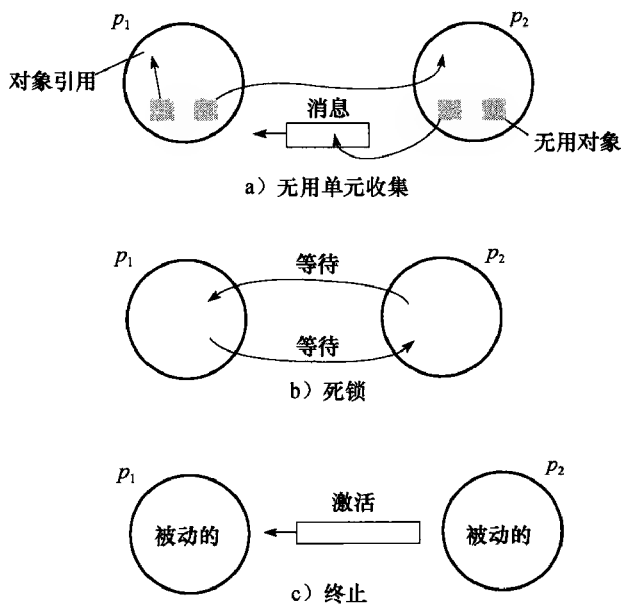 p1
p2
对象引用
消息
无用对象
a）无用单元收集
p1
p2
等待
等待
b）死锁
p1
p2
激活
被动的
被动的
c）终止